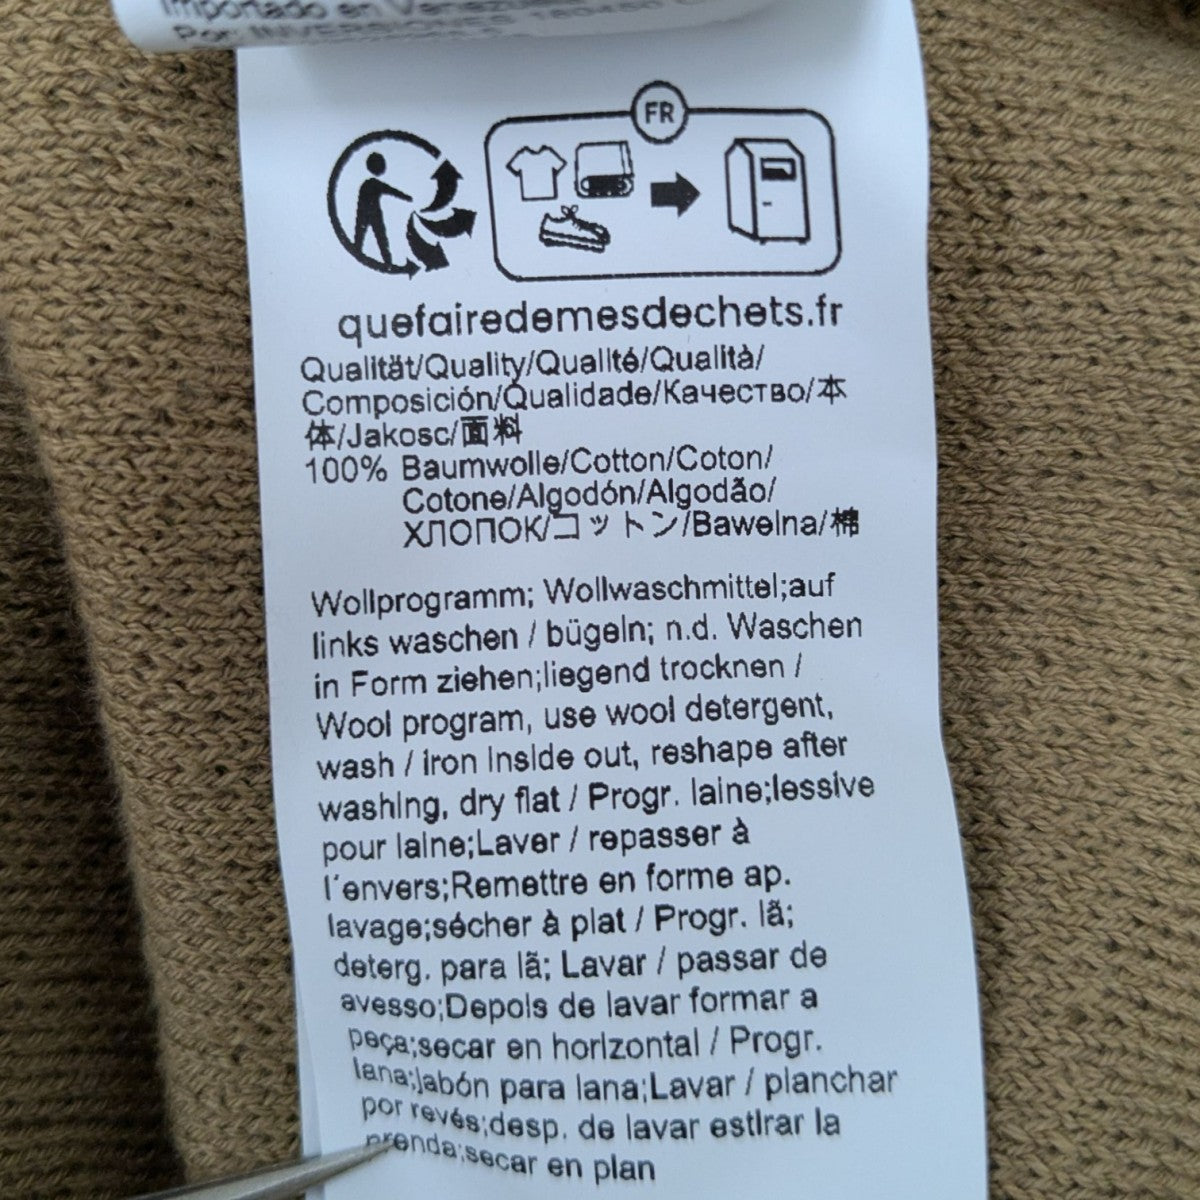 Importado en Venezuela
Por: INVERSIONES
FR
quefairedemesdechets.fr
Qualität/Quality/Qualité/Qualità/
Composición/Qualidade/Качество/本
体/Jakosc/面料
100% Baumwolle/Cotton/Coton/
Cotone/Algodón/Algodão/
ХЛОПОК/コットン/Bawelna/棉
Wollprogramm; Wollwaschmittel;auf
links waschen / bügeln; n.d. Waschen
in Form ziehen;liegend trocknen /
Wool program, use wool detergent,
wash / iron inside out, reshape after
washing, dry flat / Progr. laine;lessive
pour laine;Laver / repasser à
l´envers;Remettre en forme ap.
lavage;sécher à plat / Progr. lã;
deterg. para lã; Lavar / passar de
avesso;Depois de lavar formar a
peça;secar en horizontal / Progr.
lana;jabón para lana;Lavar / planchar
por revés;desp. de lavar estirar la
prenda;secar en plan